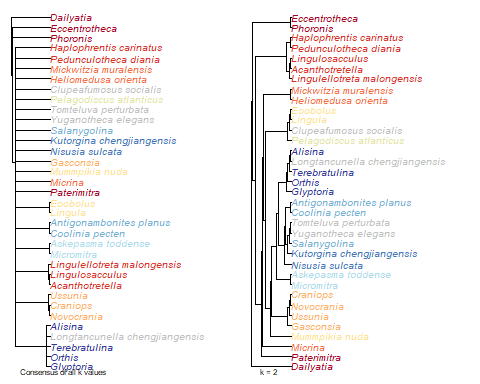 Dailyatia
Eccentrotheca
Phoronis
Haplophrentis carinatus
Pedunculotheca diania
Mickwitzia muralensis
Heliomedusa orienta
Clupeafumosus socialis
Pelagodiscus atlanticus
Tomteluva perturbata
Yuganotheca elegans
Salanygolina
Kutorgina chengjiangensis
Nisusia sulcata
Gasconsia
Mummpikia nuda
Micrina
Paterimitra
Eoobolus
Lingula
Antigonambonites planus
Coolinia pecten
Askepasma toddense
Micromitra
Lingulellotreta malongensis
Lingulosacculus
Acanthotretella
Ussunia
Craniops
Novocrania
Alisina
Longtancunella chengjiangensis
Terebratulina
Orthis
Glyptoria
Consensus of all k values
Eccentrotheca
Phoronis
Haplophrentis carinatus
Pedunculotheca diania
Lingulosacculus
Acanthotretella
Lingulellotreta malongensis
Mickwitzia muralensis
Heliomedusa orienta
Eoobolus
Lingula
Clupeafumosus socialis
Pelagodiscus atlanticus
Alisina
Longtancunella chengjiangensis
Terebratulina
Orthis
Glyptoria
Antigonambonites planus
Coolinia pecten
Tomteluva perturbata
Yuganotheca elegans
Salanygolina
Kutorgina chengjiangensis
Nisusia sulcata
Askepasma toddense
Micromitra
Craniops
Novocrania
Ussunia
Gasconsia
Mummpikia nuda
Micrina
Paterimitra
Dailyatia
k = 2